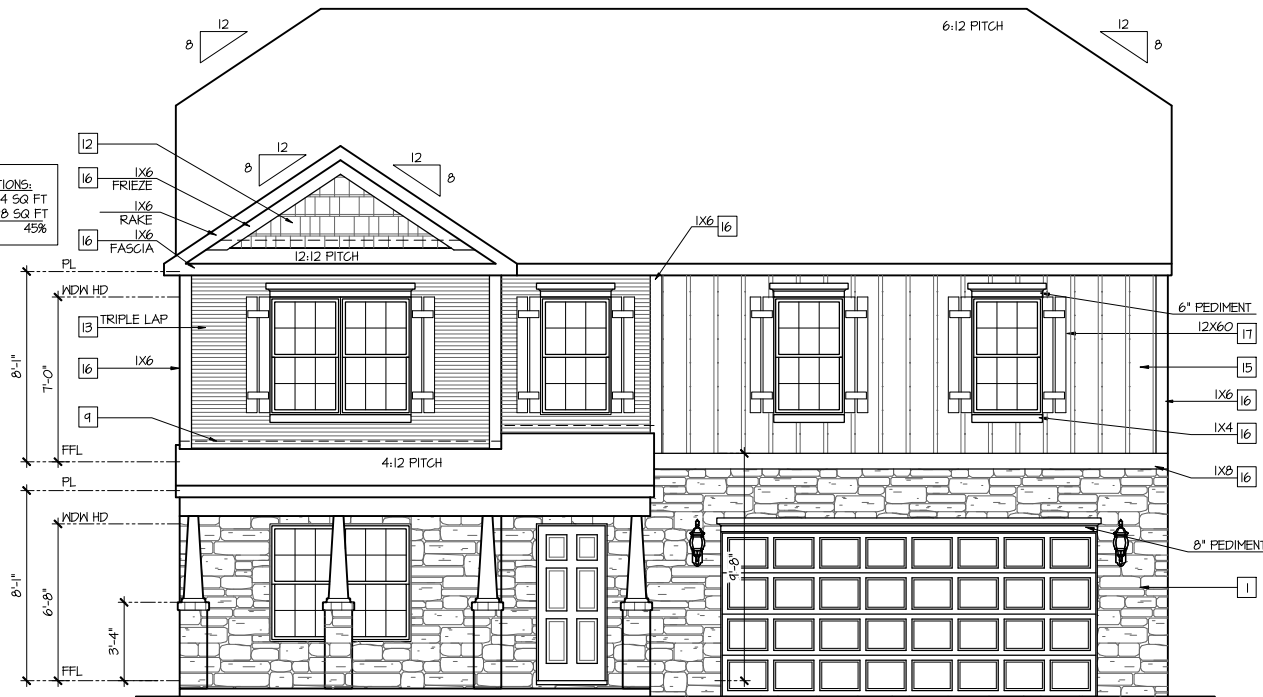 12
8
6:12 PITCH
12
8
TIONS:
4 SQ FT
8 SQ FT
45%
12
16
1X6
FRIEZE
1X6
RAKE
16
1X6
FASCIA
12
8
12
8
12:12 PITCH
1X6 16
PL
WDW HD
13 TRIPLE LAP
16 1X6
9
FFL
8'-1"
7'-0"
4:12 PITCH
6" PEDIMENT
12X60 17
15
1X6 16
1X4 16
1X8 16
PL
WDW HD
8'-1"
6'-8"
3'-4"
FFL
9'-8"
8" PEDIMENT
1